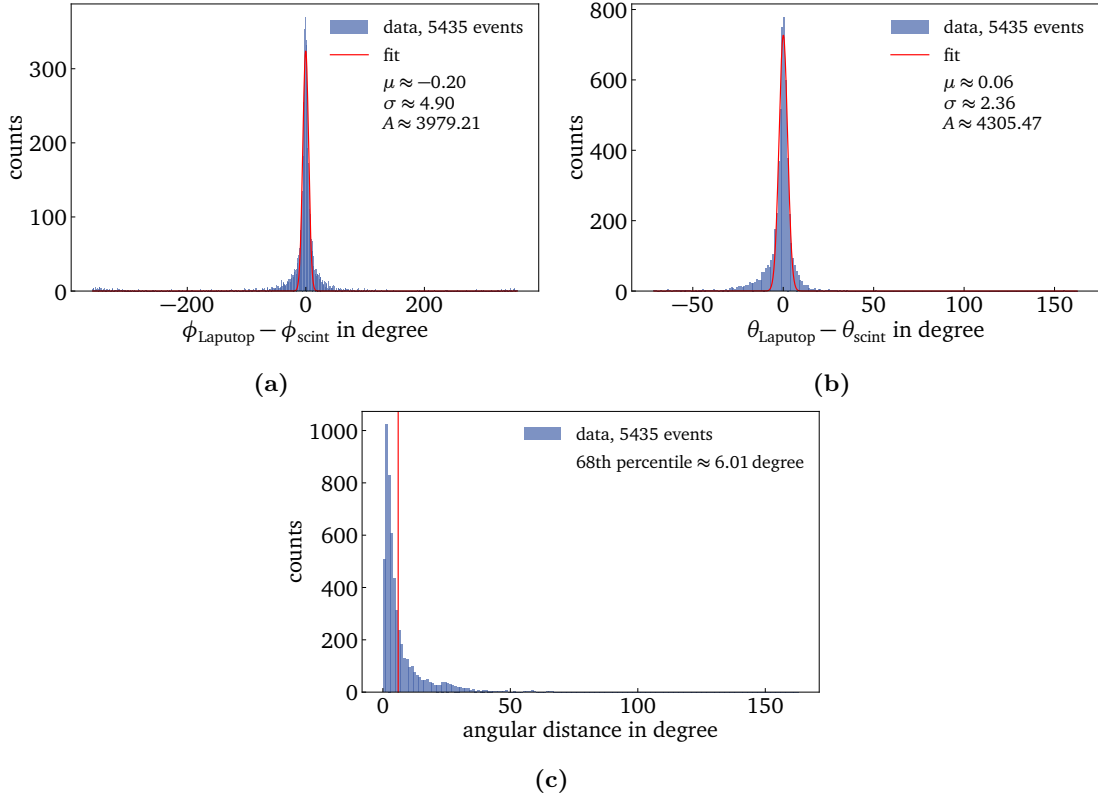 data, 5435 events
fit
μ ≈ −0.20
σ ≈ 4.90
A ≈ 3979.21
counts
300
200
100
0
−200 0 200
ϕLaputop − ϕscint in degree
(a)
data, 5435 events
fit
μ ≈ 0.06
σ ≈ 2.36
A ≈ 4305.47
counts
800
600
400
200
0
−50 0 50 100 150
θLaputop − θscint in degree
(b)
data, 5435 events
68th percentile ≈ 6.01 degree
counts
1000
800
600
400
200
0
0 50 100 150
angular distance in degree
(c)